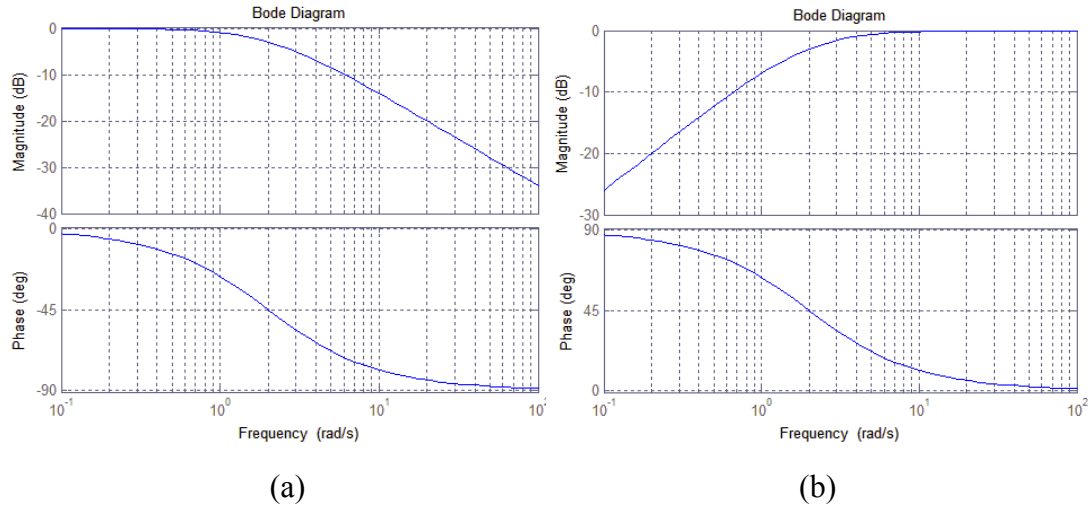 Bode Diagram
0
-10
-20
-30
-40
Magnitude (dB)
0
-45
-90
Phase (deg)
10^-1
10^0
10^1
10^2
Frequency (rad/s)
(a)
Bode Diagram
0
-10
-20
-30
Magnitude (dB)
90
45
0
Phase (deg)
10^-1
10^0
10^1
10^2
Frequency (rad/s)
(b)